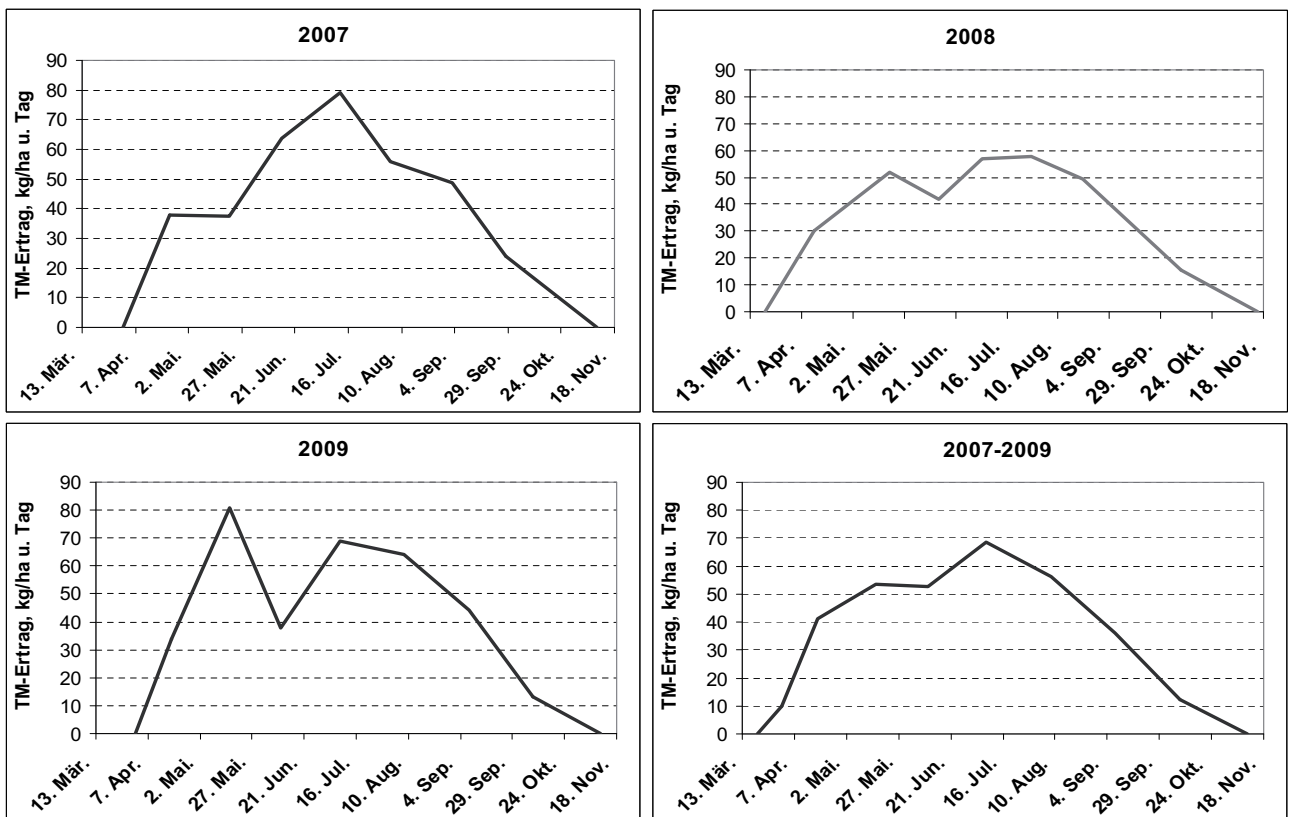 2007
TM-Ertrag, kg/ha u. Tag
90
80
70
60
50
40
30
20
10
0
13. Mär.
7. Apr.
2. Mai.
27. Mai.
21. Jun.
16. Jul.
10. Aug.
4. Sep.
29. Sep.
24. Okt.
18. Nov.
2008
TM-Ertrag, kg/ha u. Tag
90
80
70
60
50
40
30
20
10
0
13. Mär.
7. Apr.
2. Mai.
27. Mai.
21. Jun.
16. Jul.
10. Aug.
4. Sep.
29. Sep.
24. Okt.
18. Nov.
2009
TM-Ertrag, kg/ha u. Tag
90
80
70
60
50
40
30
20
10
0
13. Mär.
7. Apr.
2. Mai.
27. Mai.
21. Jun.
16. Jul.
10. Aug.
4. Sep.
29. Sep.
24. Okt.
18. Nov.
2007-2009
TM-Ertrag, kg/ha u. Tag
90
80
70
60
50
40
30
20
10
0
13. Mär.
7. Apr.
2. Mai.
27. Mai.
21. Jun.
16. Jul.
10. Aug.
4. Sep.
29. Sep.
24. Okt.
18. Nov.